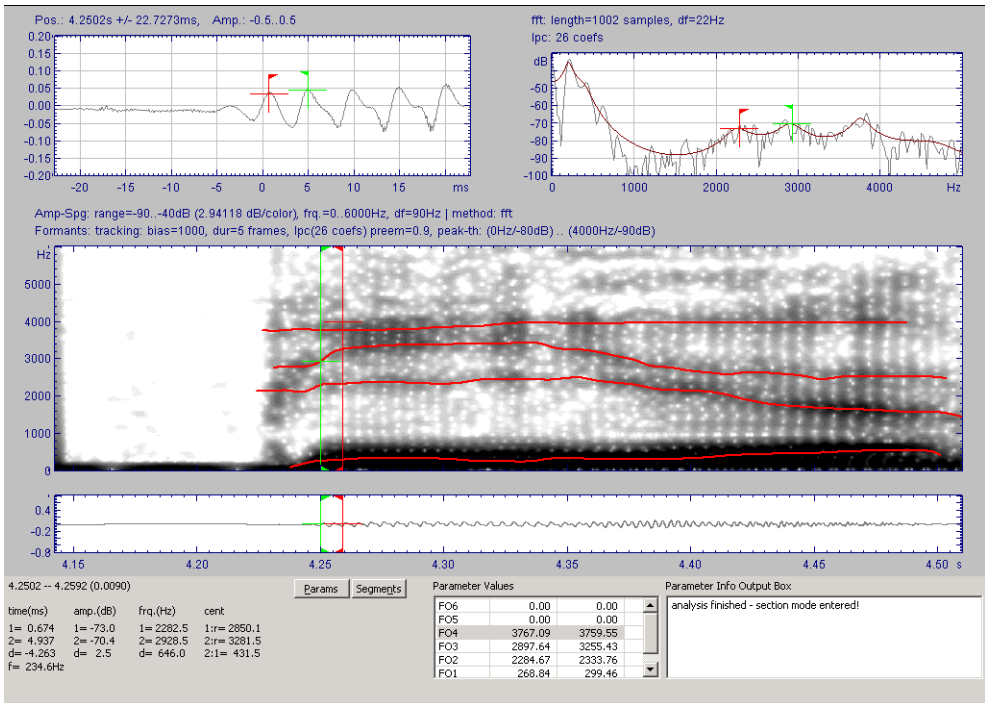 Pos.: 4.2502s +/- 22.7273ms, Amp.: -0.5..0.5
fft: length=1002 samples, df=22Hz
lpc: 26 coefs
0.20
0.15
0.10
0.05
0.00
-0.05
-0.10
-0.15
-0.20
-20 -15 -10 -5 0 5 10 15 ms
dB
-50
-60
-70
-80
-90
-100
0 1000 2000 3000 4000 Hz
Amp-Spg: range=-90..-40dB (2.94118 dB/color), frq.=0..6000Hz, df=90Hz | method: fft
Formants: tracking: bias=1000, dur=5 frames, lpc(26 coefs) preem=0.9, peak-th: (0Hz/-80dB) .. (4000Hz/-90dB)
Hz
5000
4000
3000
2000
1000
0
0.4
-0.2
-0.8
4.15 4.20 4.25 4.30 4.35 4.40 4.45 4.50 s
4.2502 -- 4.2592 (0.0090)
Params Segments
time(ms) amp.(dB) frq.(Hz) cent
1= 0.674 1= -73.0 1= 2282.5 1:r= 2850.1
2= 4.937 2= -70.4 2= 2928.5 2:r= 3281.5
d= -4.263 d= 2.5 d= 646.0 2:1= 431.5
f= 234.6Hz
Parameter Values
FO6 0.00 0.00
FO5 0.00 0.00
FO4 3767.09 3759.55
FO3 2897.64 3255.43
FO2 2284.67 2333.76
FO1 268.84 299.46
Parameter Info Output Box
analysis finished - section mode entered!